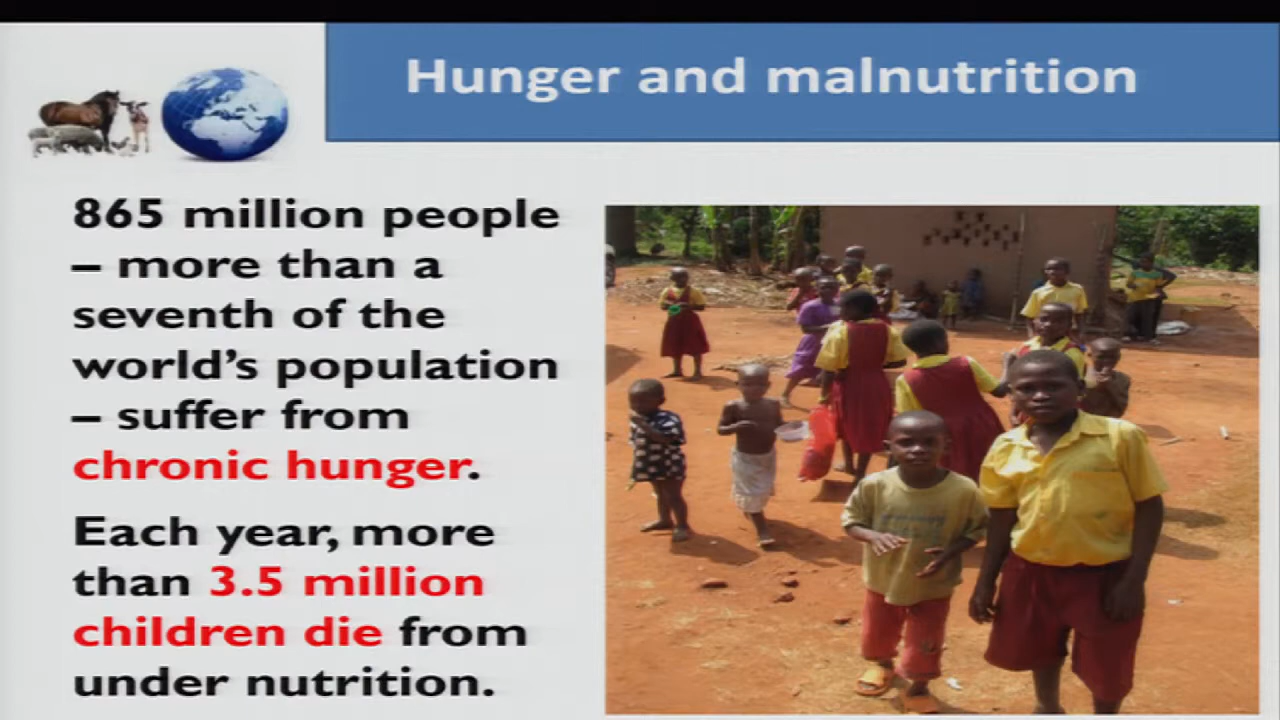 Hunger and malnutrition
865 million people
– more than a
seventh of the
world's population
– suffer from
chronic hunger.
Each year, more
than 3.5 million
children die from
under nutrition.